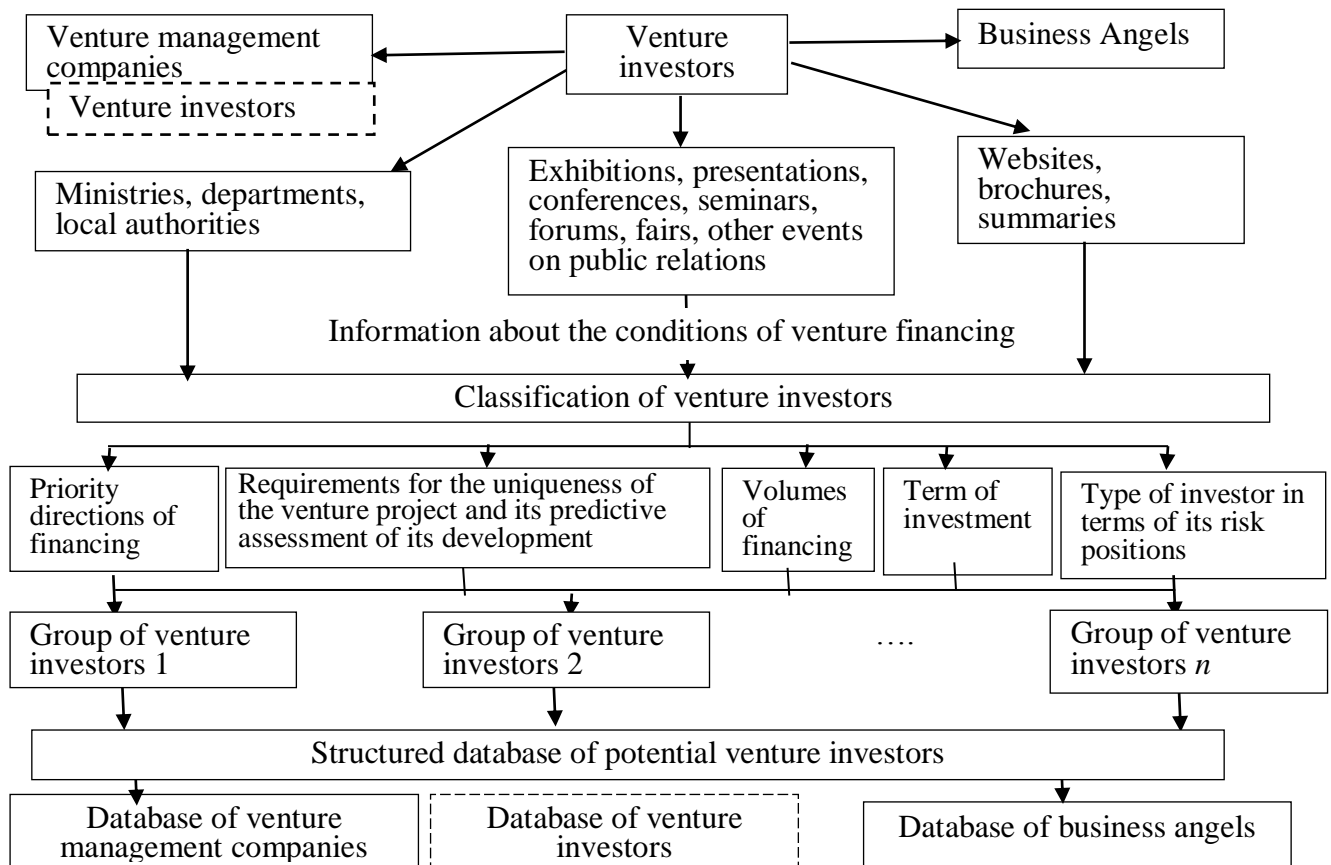 Venture management
companies
Venture investors
Venture
investors
Business Angels
Ministries, departments,
local authorities
Exhibitions, presentations,
conferences, seminars,
forums, fairs, other events
on public relations
Websites,
brochures,
summaries
Information about the conditions of venture financing
Classification of venture investors
Priority
directions of
financing
Requirements for the uniqueness of
the venture project and its predictive
assessment of its development
Volumes
of
financing
Term of
investment
Type of investor in
terms of its risk
positions
Group of venture
investors 1
Group of venture
investors 2
….
Group of venture
investors n
Structured database of potential venture investors
Database of venture
management companies
Database of venture
investors
Database of business angels